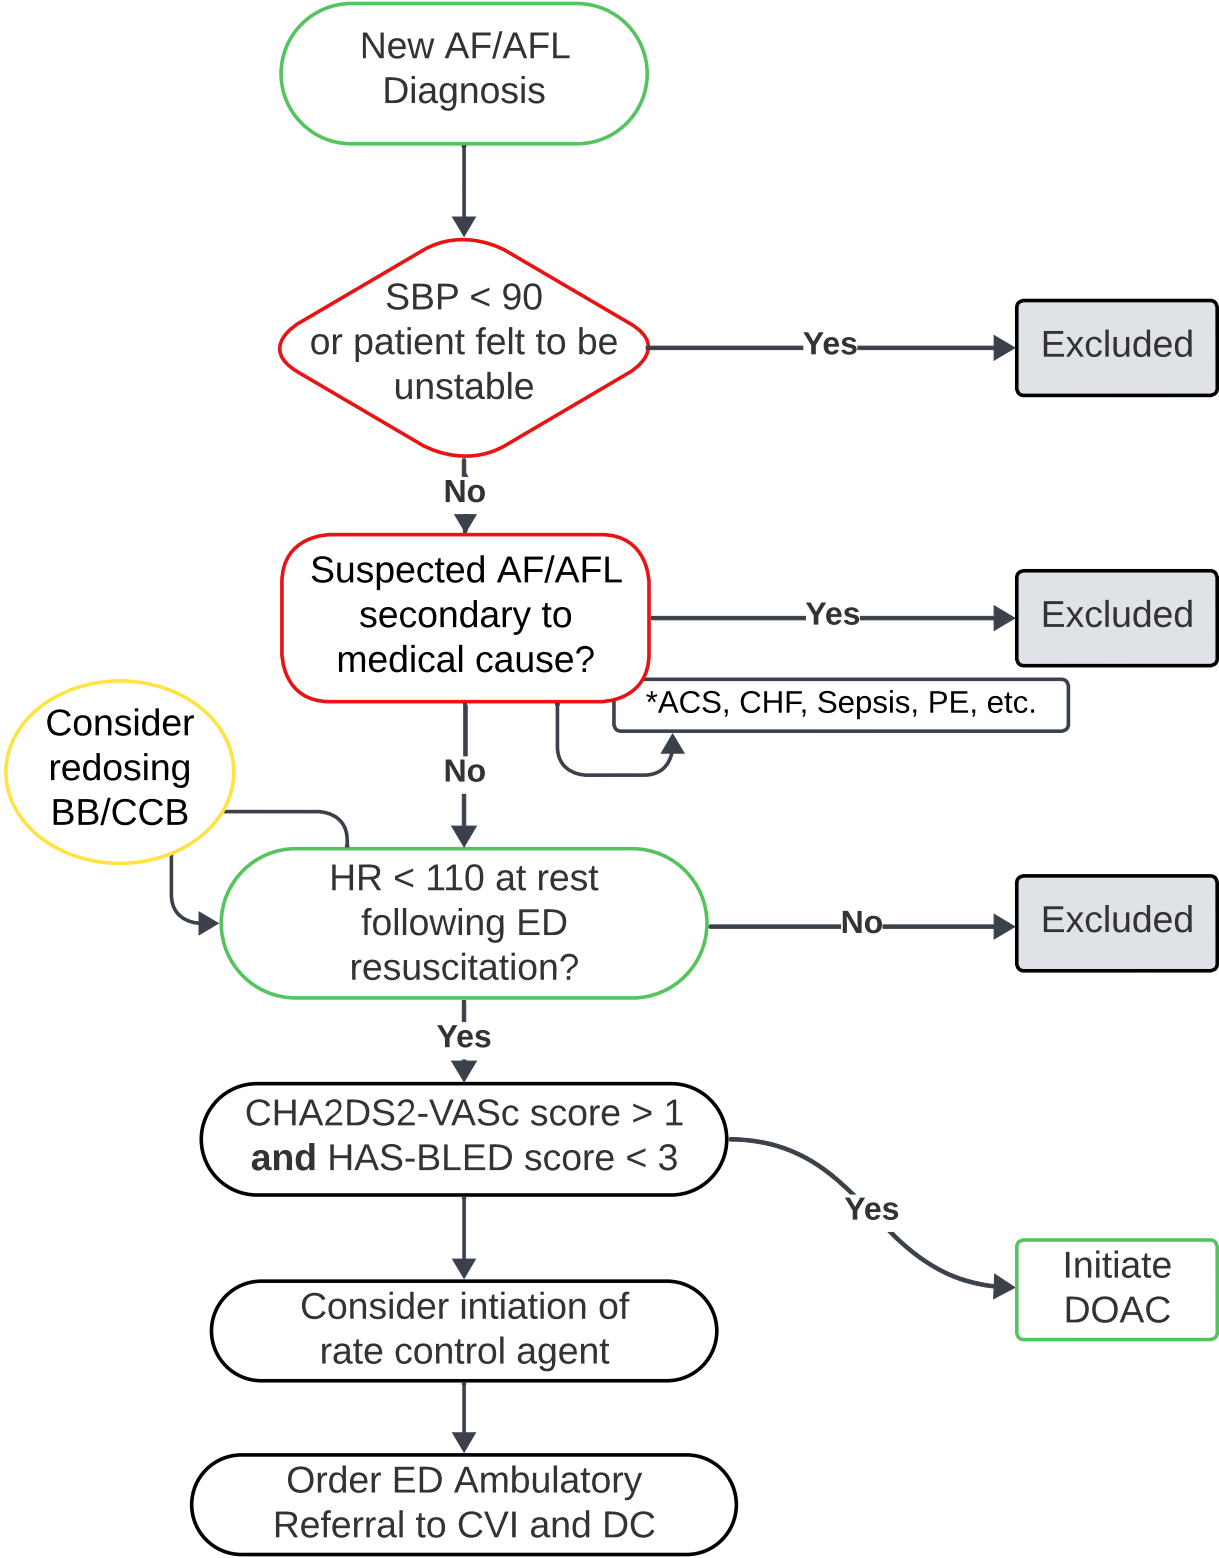 New AF/AFL
Diagnosis
SBP < 90
or patient felt to be
unstable
Yes
Excluded
No
Suspected AF/AFL
secondary to
medical cause?
Yes
Excluded
*ACS, CHF, Sepsis, PE, etc.
No
Consider
redosing
BB/CCB
HR < 110 at rest
following ED
resuscitation?
No
Excluded
Yes
CHA2DS2-VASc score > 1
and HAS-BLED score < 3
Yes
Initiate
DOAC
Consider intiation of
rate control agent
Order ED Ambulatory
Referral to CVI and DC